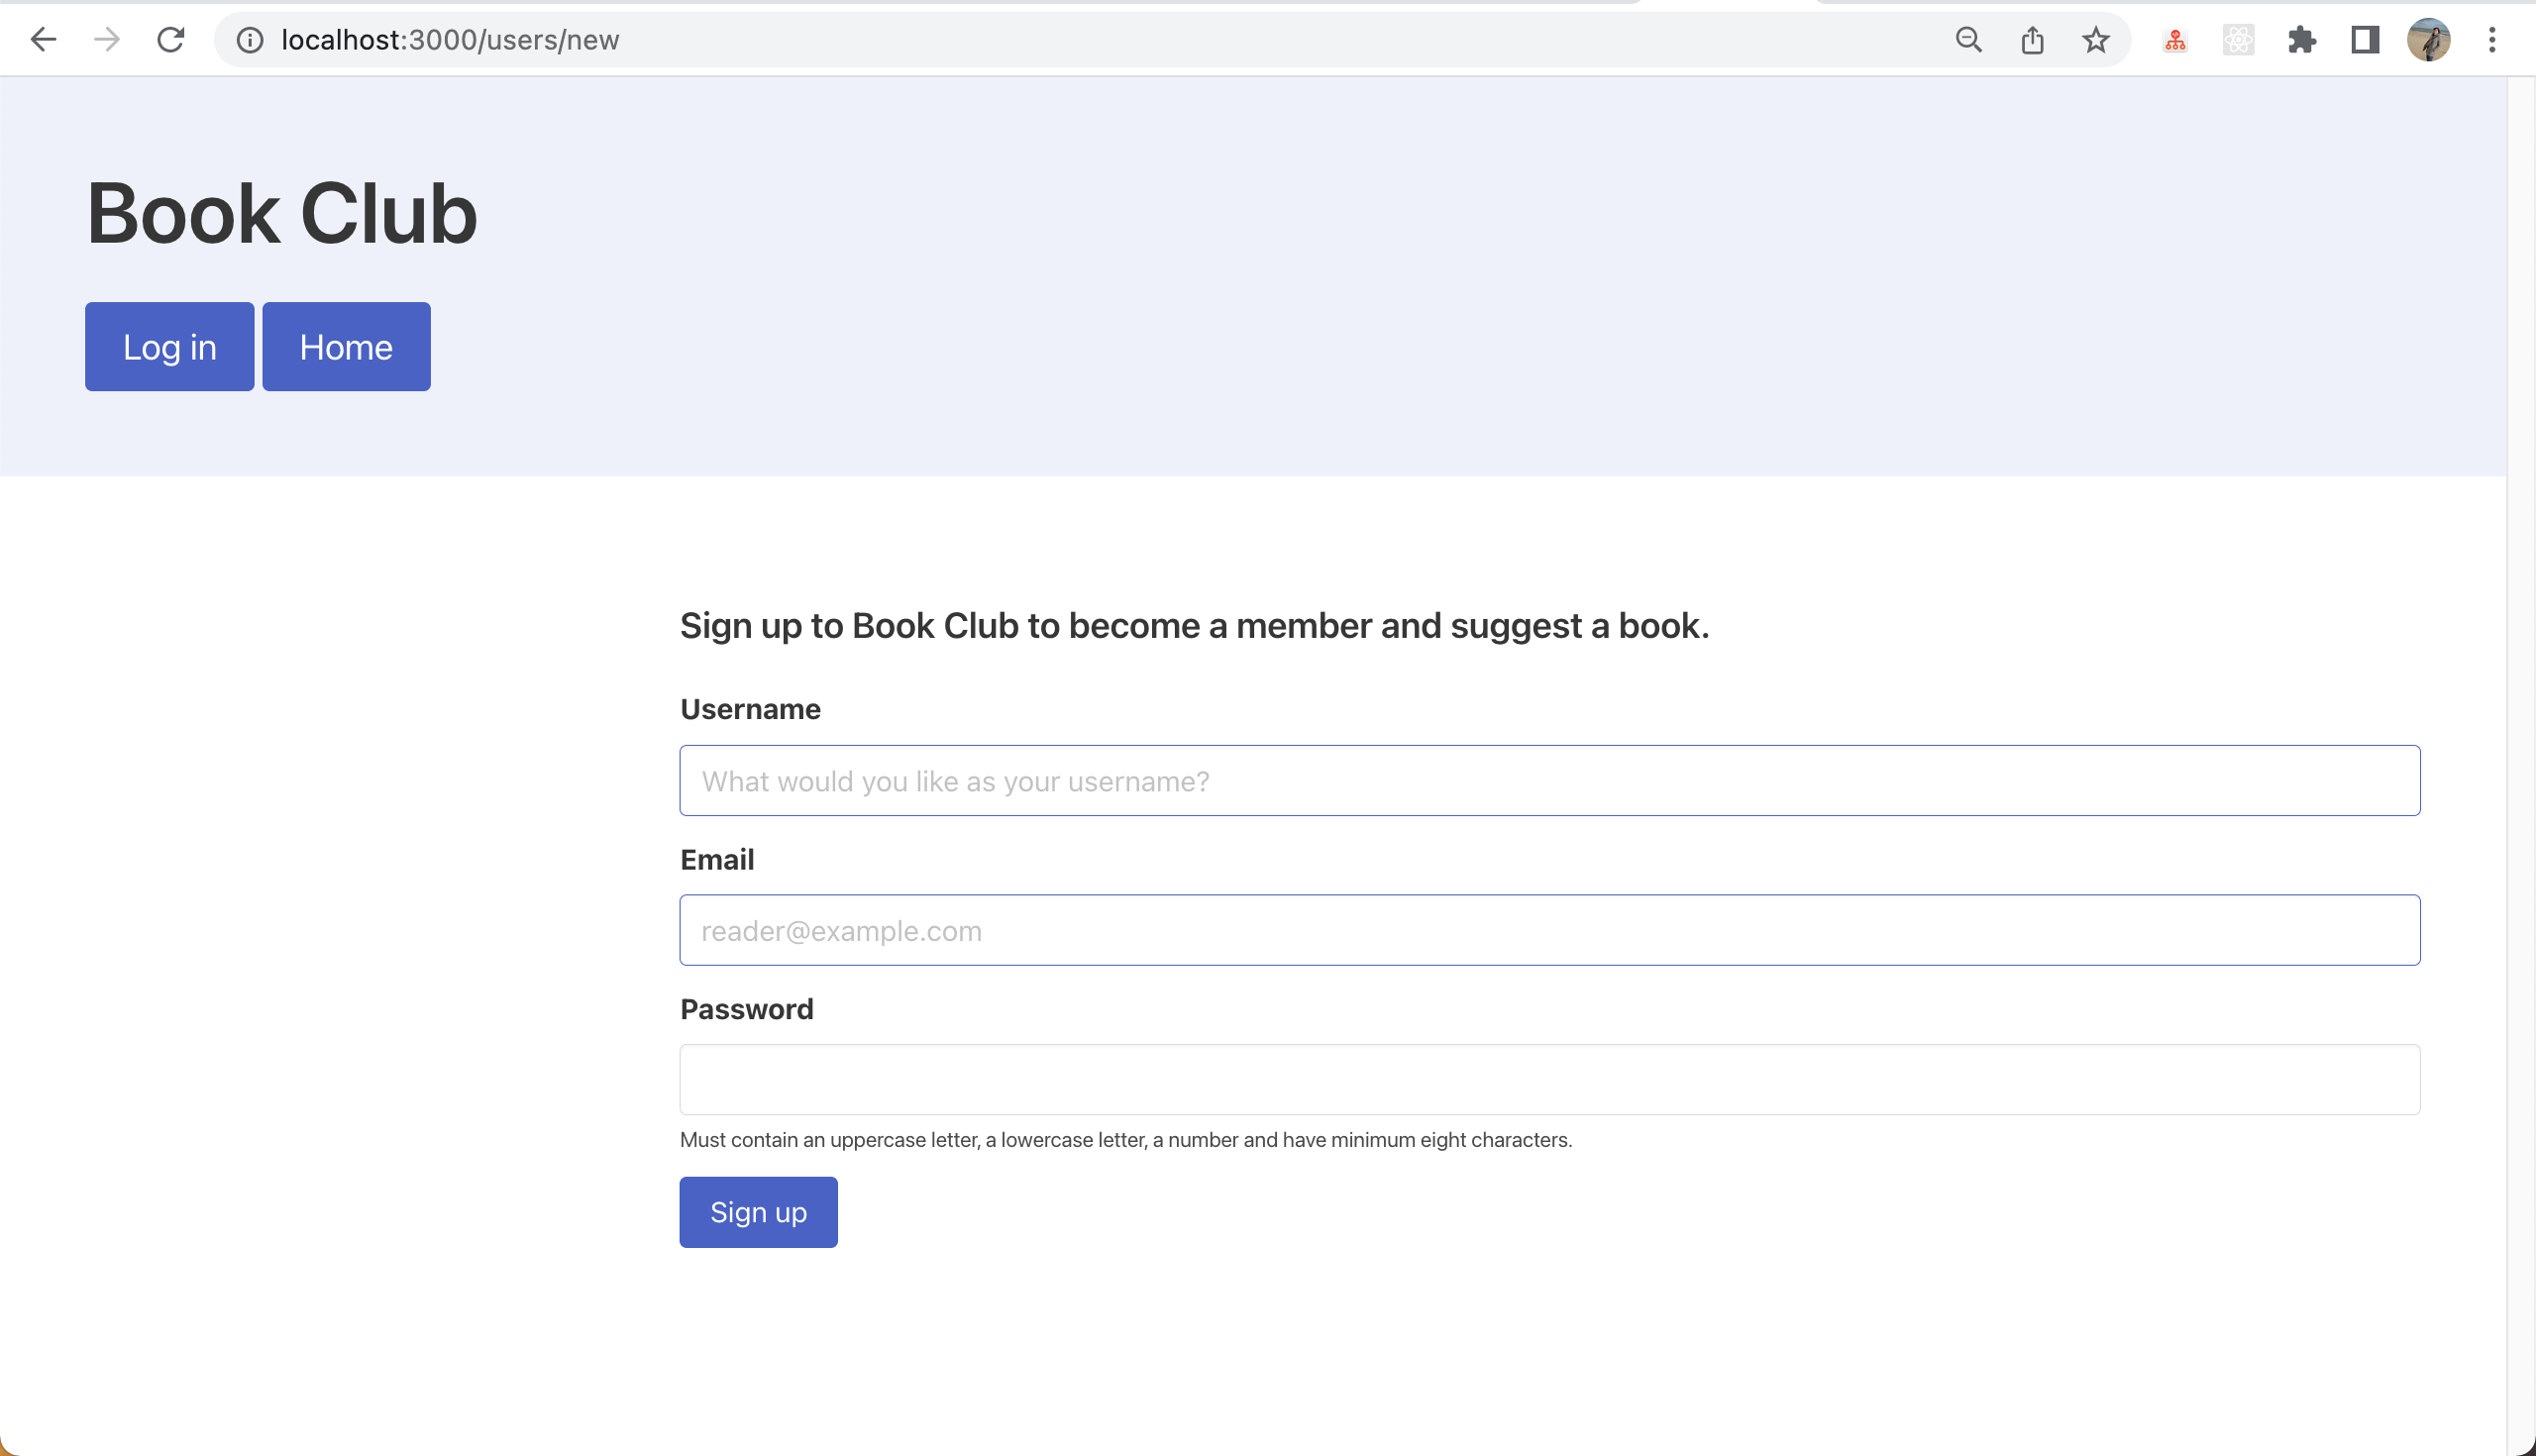 localhost:3000/users/new
Book Club
Log in Home
Sign up to Book Club to become a member and suggest a book.
Username
What would you like as your username?
Email
reader@example.com
Password
Must contain an uppercase letter, a lowercase letter, a number and have minimum eight characters.
Sign up